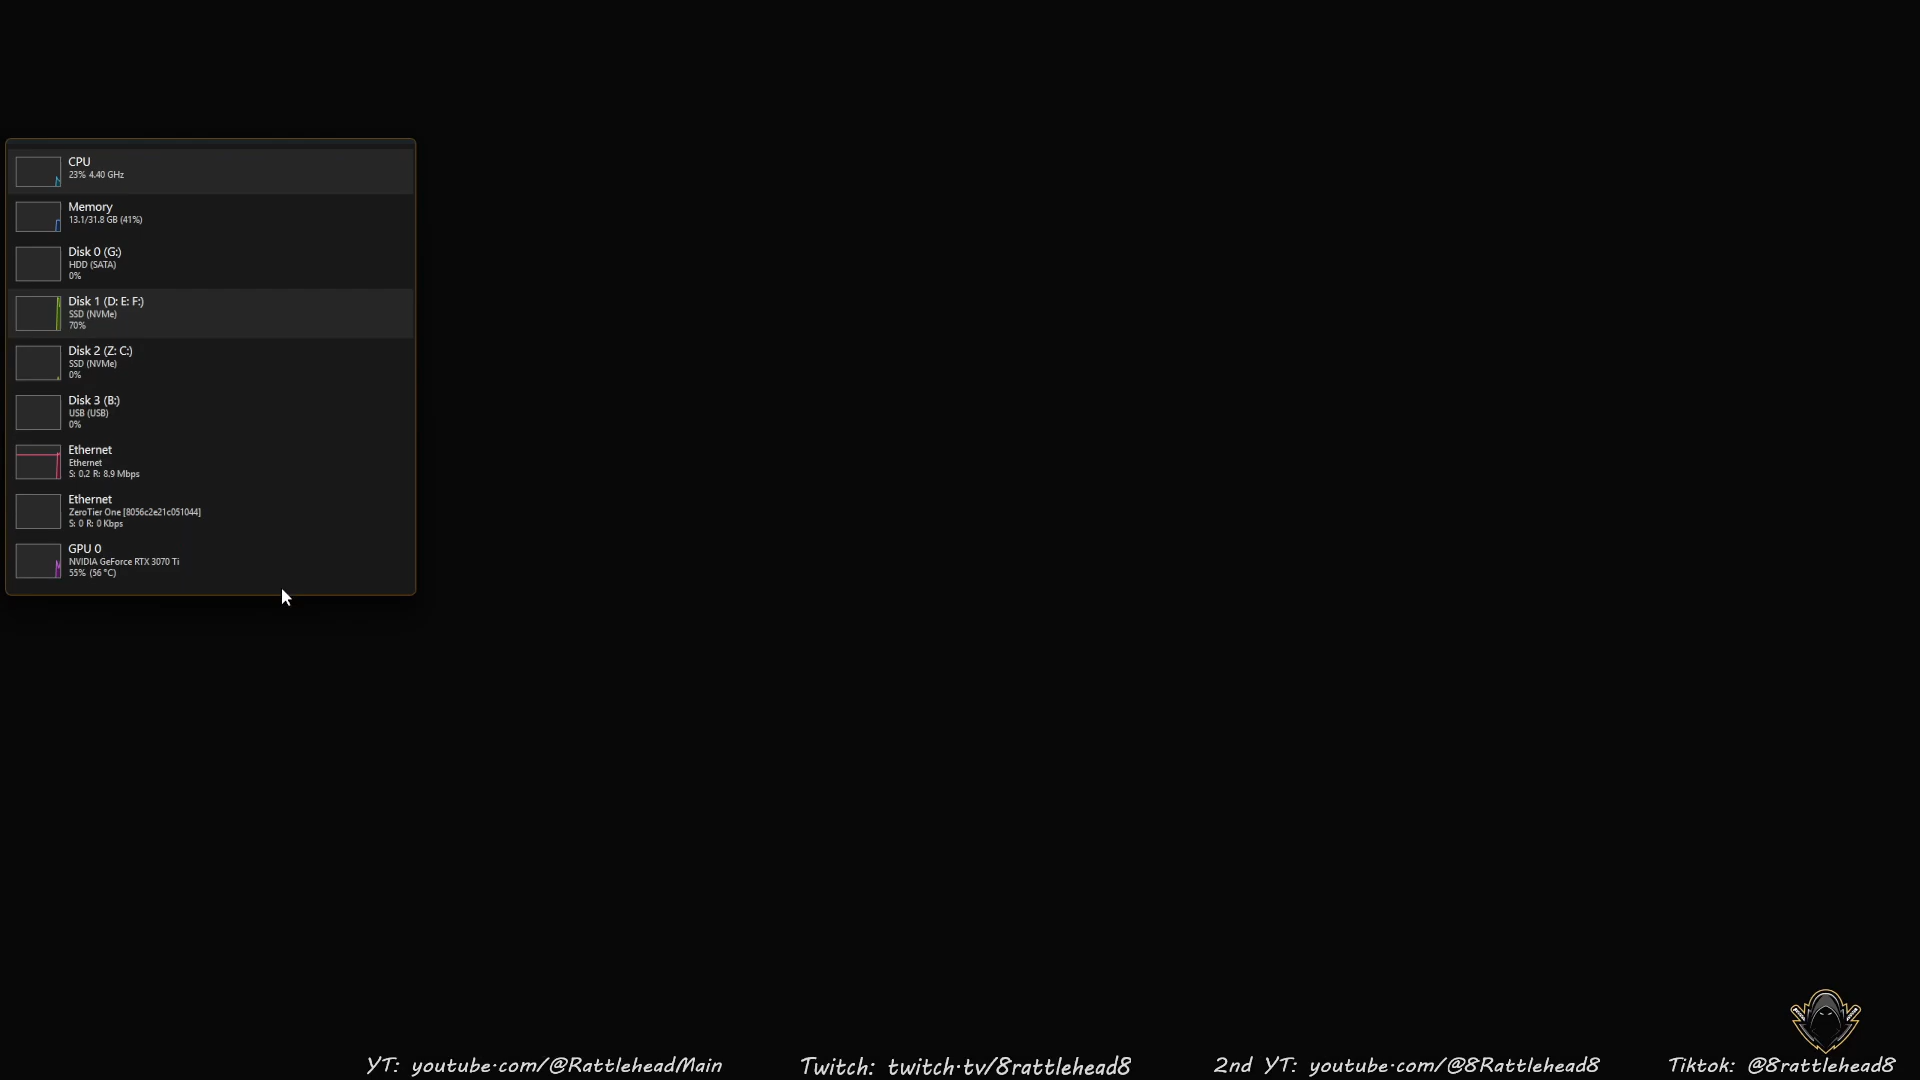 CPU
23% 4.40 GHz
Memory
13.1/31.8 GB (41%)
Disk 0 (G:)
HDD (SATA)
0%
Disk 1 (D: E: F:)
SSD (NVMe)
70%
Disk 2 (Z: C:)
SSD (NVMe)
0%
Disk 3 (B:)
USB (USB)
0%
Ethernet
Ethernet
S: 0.2 R: 8.9 Mbps
Ethernet
ZeroTier One [8056c2e21c051044]
S: 0 R: 0 Kbps
GPU 0
NVIDIA GeForce RTX 3070 Ti
55% (56 °C)
YT: youtube.com/@RattleheadMain
Twitch: twitch.tv/8rattlehead8
2nd YT: youtube.com/@8Rattlehead8
Tiktok: @8rattlehead8